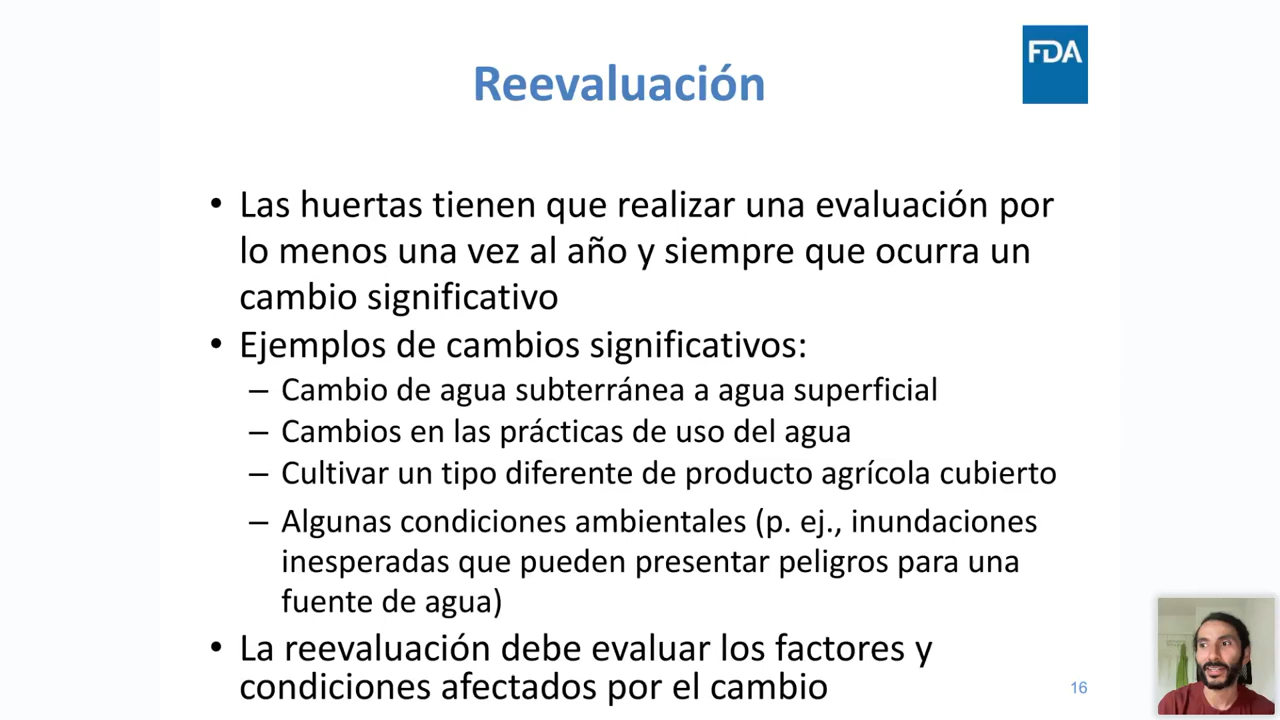 FDA
Reevaluación
• Las huertas tienen que realizar una evaluación por
lo menos una vez al año y siempre que ocurra un
cambio significativo
• Ejemplos de cambios significativos:
– Cambio de agua subterránea a agua superficial
– Cambios en las prácticas de uso del agua
– Cultivar un tipo diferente de producto agrícola cubierto
– Algunas condiciones ambientales (p. ej., inundaciones
inesperadas que pueden presentar peligros para una
fuente de agua)
• La reevaluación debe evaluar los factores y
condiciones afectados por el cambio
16